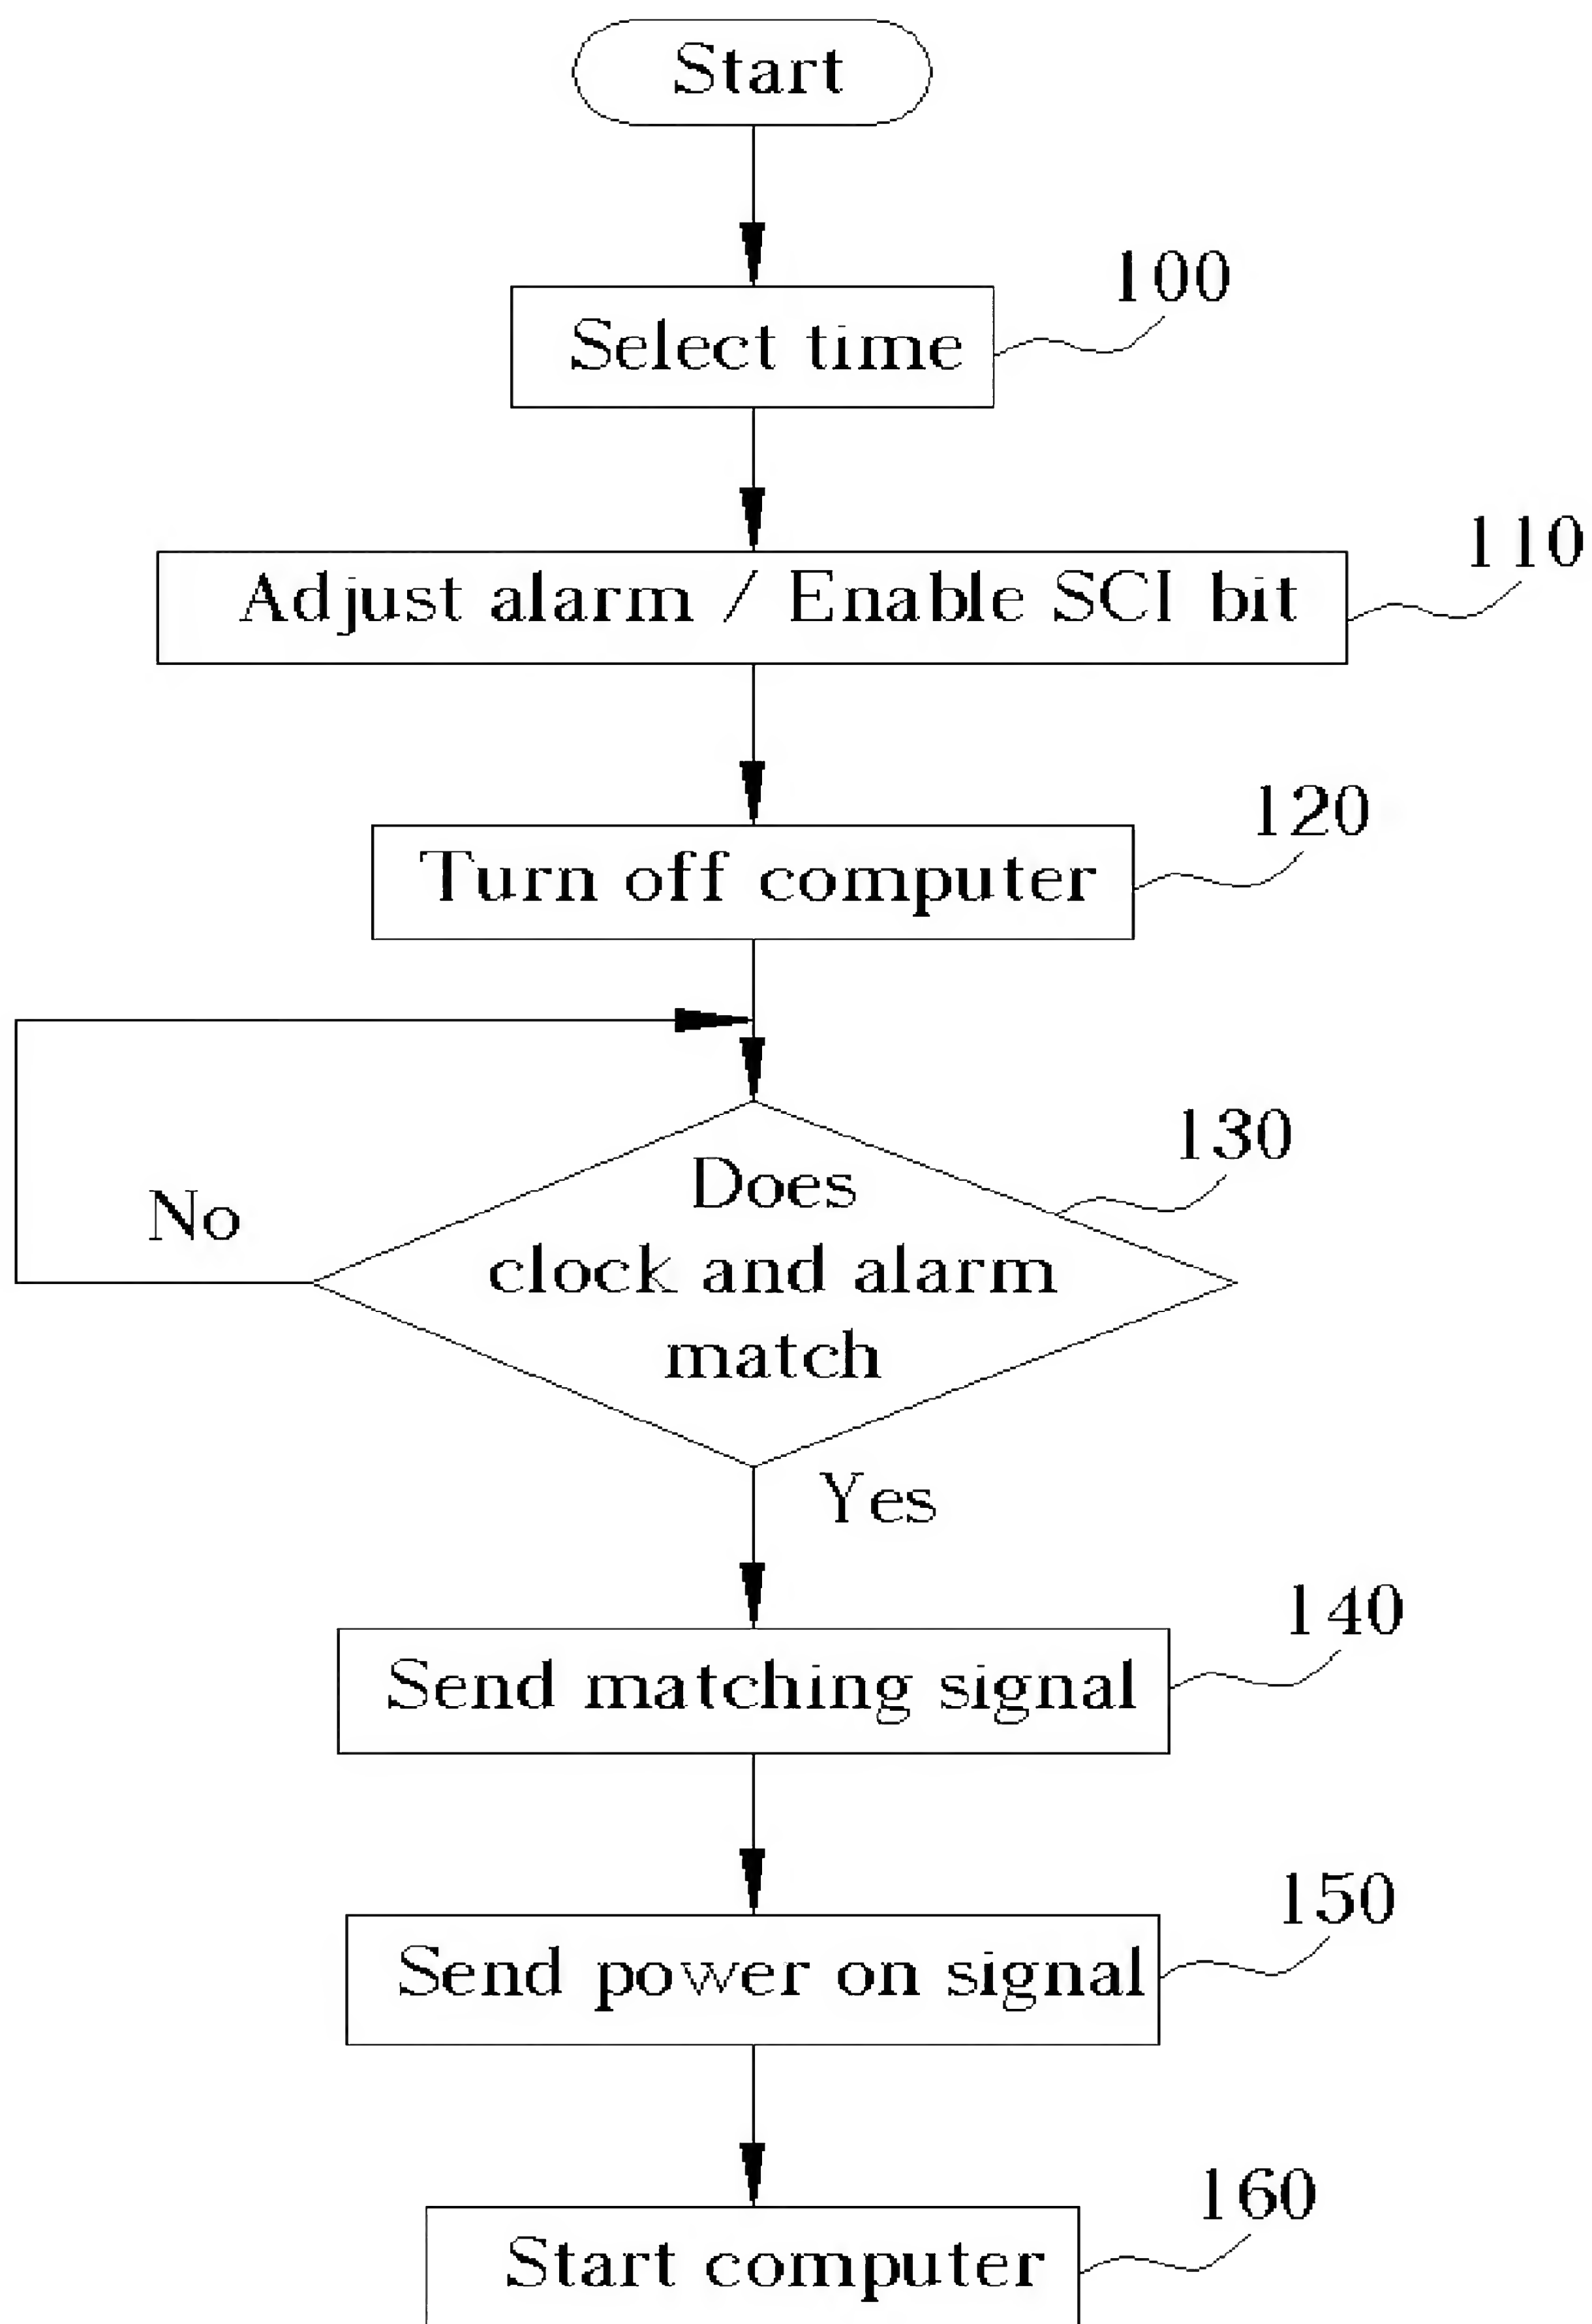 Start
100
Select time
110
Adjust alarm / Enable SCI bit
120
Turn off computer
130
Does
No
clock and alarm
match
Yes
140
Send matching signal
150
Send power on signal
160
Start computer